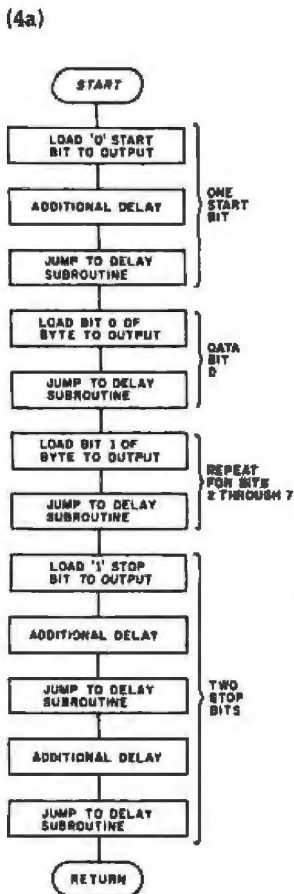 (4a)
START
LOAD '0' START
BIT TO OUTPUT
ADDITIONAL DELAY
JUMP TO DELAY
SUBROUTINE
ONE
START
BIT
LOAD BIT 0 OF
BYTE TO OUTPUT
JUMP TO DELAY
SUBROUTINE
DATA
BIT
0
LOAD BIT 1 OF
BYTE TO OUTPUT
JUMP TO DELAY
SUBROUTINE
REPEAT
FOR BITS
2 THROUGH 7
LOAD '1' STOP
BIT TO OUTPUT
ADDITIONAL DELAY
JUMP TO DELAY
SUBROUTINE
ADDITIONAL DELAY
JUMP TO DELAY
SUBROUTINE
TWO
STOP
BITS
RETURN